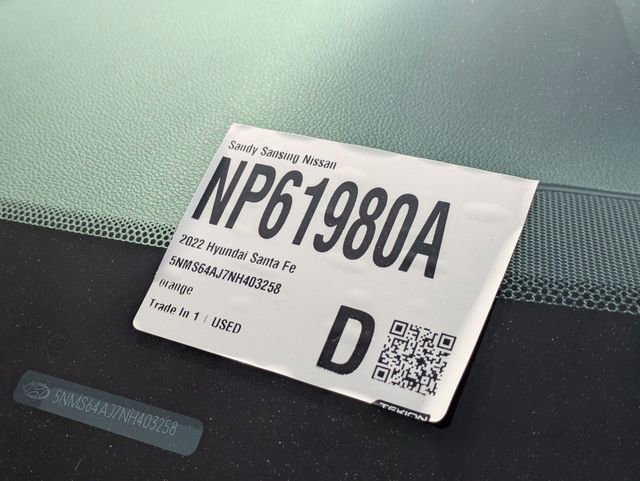 Sandy Sansing Nissan
NP61980A
2022 Hyundai Santa Fe
5NMS64AJ7NH403258
orange
Trade In 1 / USED
D
TEKION
5NMS64AJ7NH403258